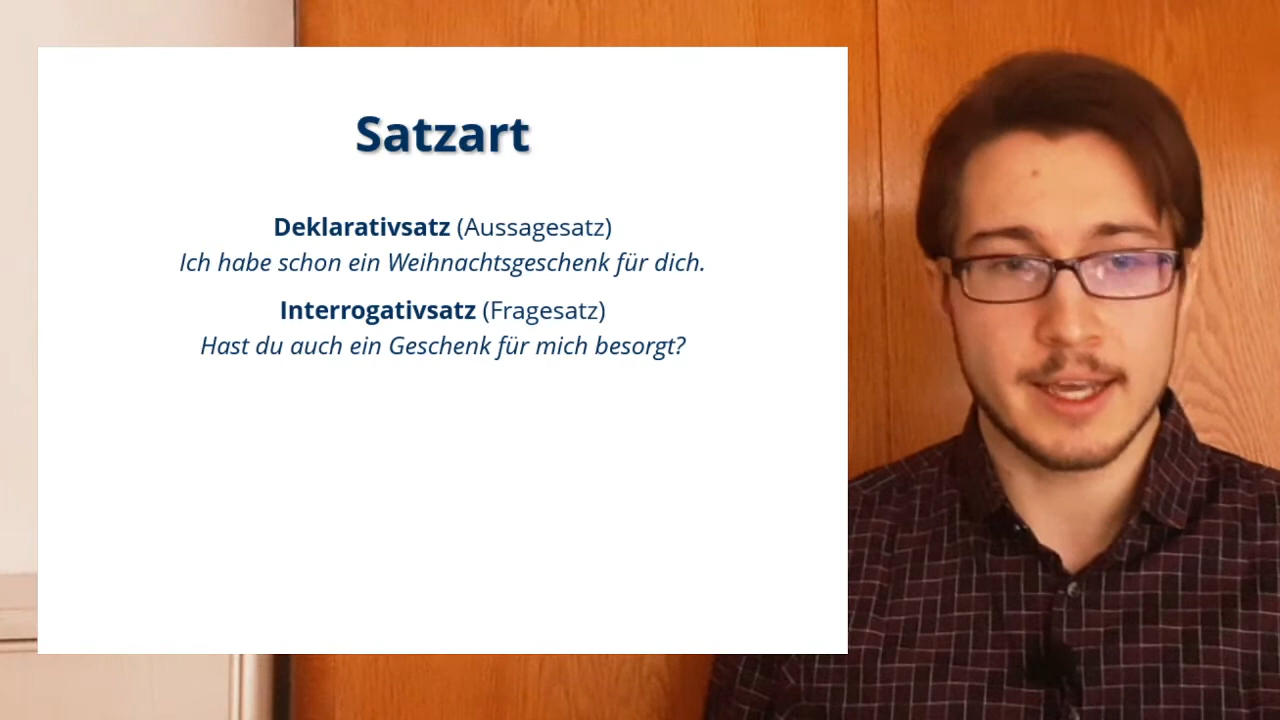 Satzart
Deklarativsatz (Aussagesatz)
Ich habe schon ein Weihnachtsgeschenk für dich.
Interrogativsatz (Fragesatz)
Hast du auch ein Geschenk für mich besorgt?